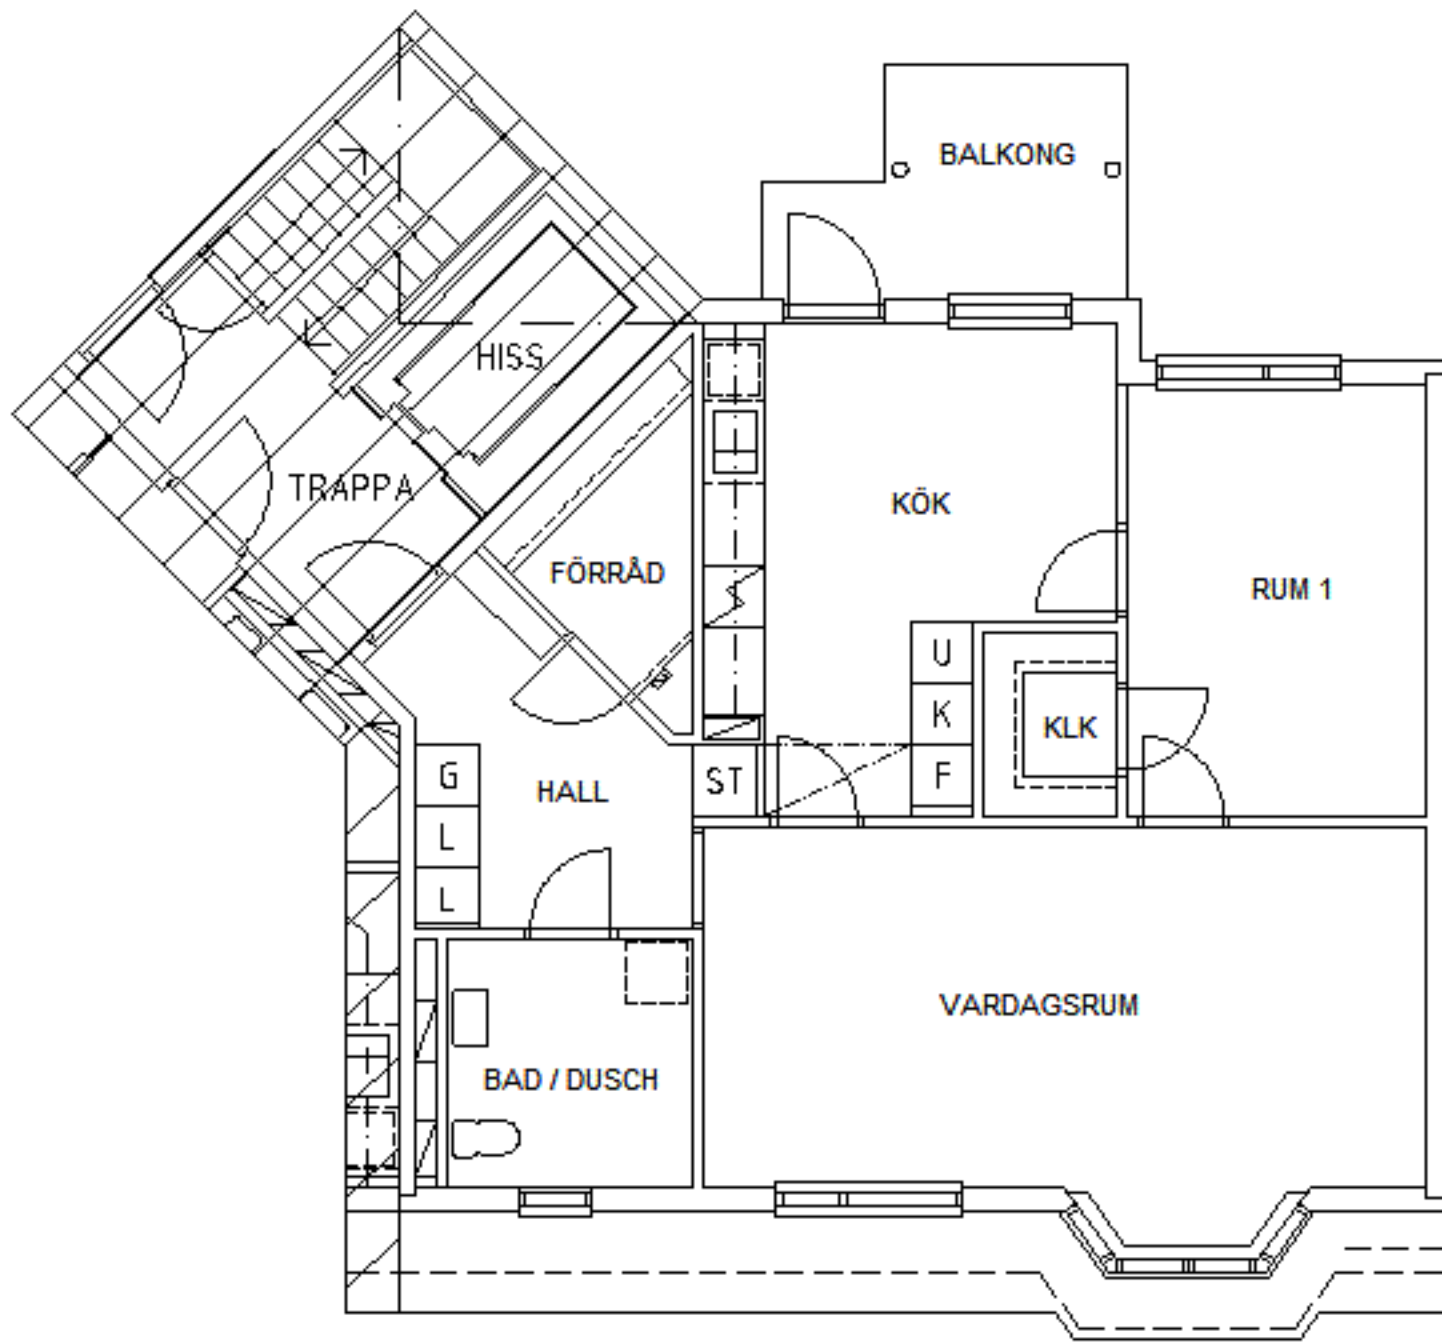 BALKONG
HISS
TRAPPA
KÖK
FÖRRÅD
RUM 1
U
K
KLK
G
HALL
ST
F
L
L
VARDAGSRUM
BAD / DUSCH